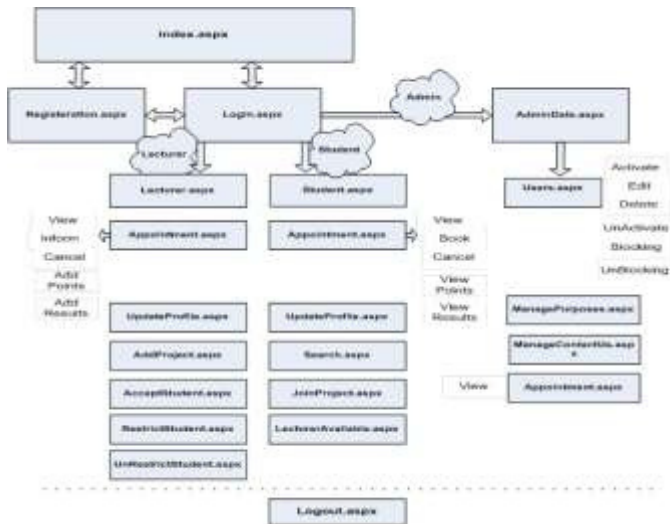 Index.aspx
Registeration.aspx
Login.aspx
Admin
AdminDate.aspx
Lecturer
Student
Lecturer.aspx
Student.aspx
Users.aspx
Activate
Edit
Delete
UnActivate
Blocking
UnBlocking
View
Inform
Cancel
Add
Points
Add
Results
Appointment.aspx
Appointment.aspx
View
Book
Cancel
View
Points
View
Results
UpdateProfile.aspx
UpdateProfile.aspx
ManagePurposes.aspx
AddProject.aspx
Search.aspx
ManageContentUs.asp
x
AcceptStudent.aspx
JoinProject.aspx
View
Appointment.aspx
RestrictStudent.aspx
LecturerAvailable.aspx
UnRestrictStudent.aspx
Logout.aspx